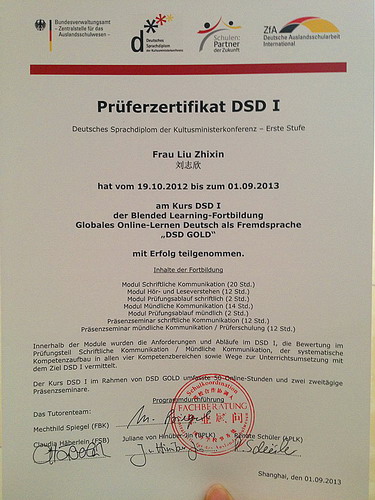 Bundesverwaltungsamt
– Zentralstelle für das
Auslandsschulwesen –
Deutsches
Sprachdiplom
der Kultusministerkonferenz
Schulen:
Partner
der Zukunft
ZfA
Deutsche Auslandsschularbeit
International
Prüferzertifikat DSD I
Deutsches Sprachdiplom der Kultusministerkonferenz – Erste Stufe
Frau Liu Zhixin
刘志欣
hat vom 19.10.2012 bis zum 01.09.2013
am Kurs DSD I
der Blended Learning-Fortbildung
Globales Online-Lernen Deutsch als Fremdsprache
„DSD GOLD“
mit Erfolg teilgenommen.
Inhalte der Fortbildung
Modul Schriftliche Kommunikation (20 Std.)
Modul Hör- und Leseverstehen (12 Std.)
Modul Prüfungsablauf schriftlich (2 Std.)
Modul Mündliche Kommunikation (14 Std.)
Modul Prüfungsablauf mündlich (2 Std.)
Präsenzseminar schriftliche Kommunikation (12 Std.)
Präsenzseminar mündliche Kommunikation / Prüferschulung (12 Std.)
Innerhalb der Module wurden die Anforderungen und Abläufe im DSD I, die Bewertung im
Prüfungsteil Schriftliche Kommunikation / Mündliche Kommunikation, der systematische
Kompetenzaufbau in allen vier Kompetenzbereichen sowie Wege zur Unterrichtsumsetzung mit
dem Ziel DSD I vermittelt.
Der Kurs DSD I im Rahmen von DSD GOLD umfasste 50 Online-Stunden und zwei zweitägige
Präsenzseminare.
Programmdurchführung
Das Tutorenteam:
Schulkoordination
FACHBERATUNG
Mechthild Spiegel (FBK)
Claudia Häberlein (FSB)
Juliane von Hinüber-Jin (APLK)
Renate Schüler (APLK)
Shanghai, den 01.09.2013